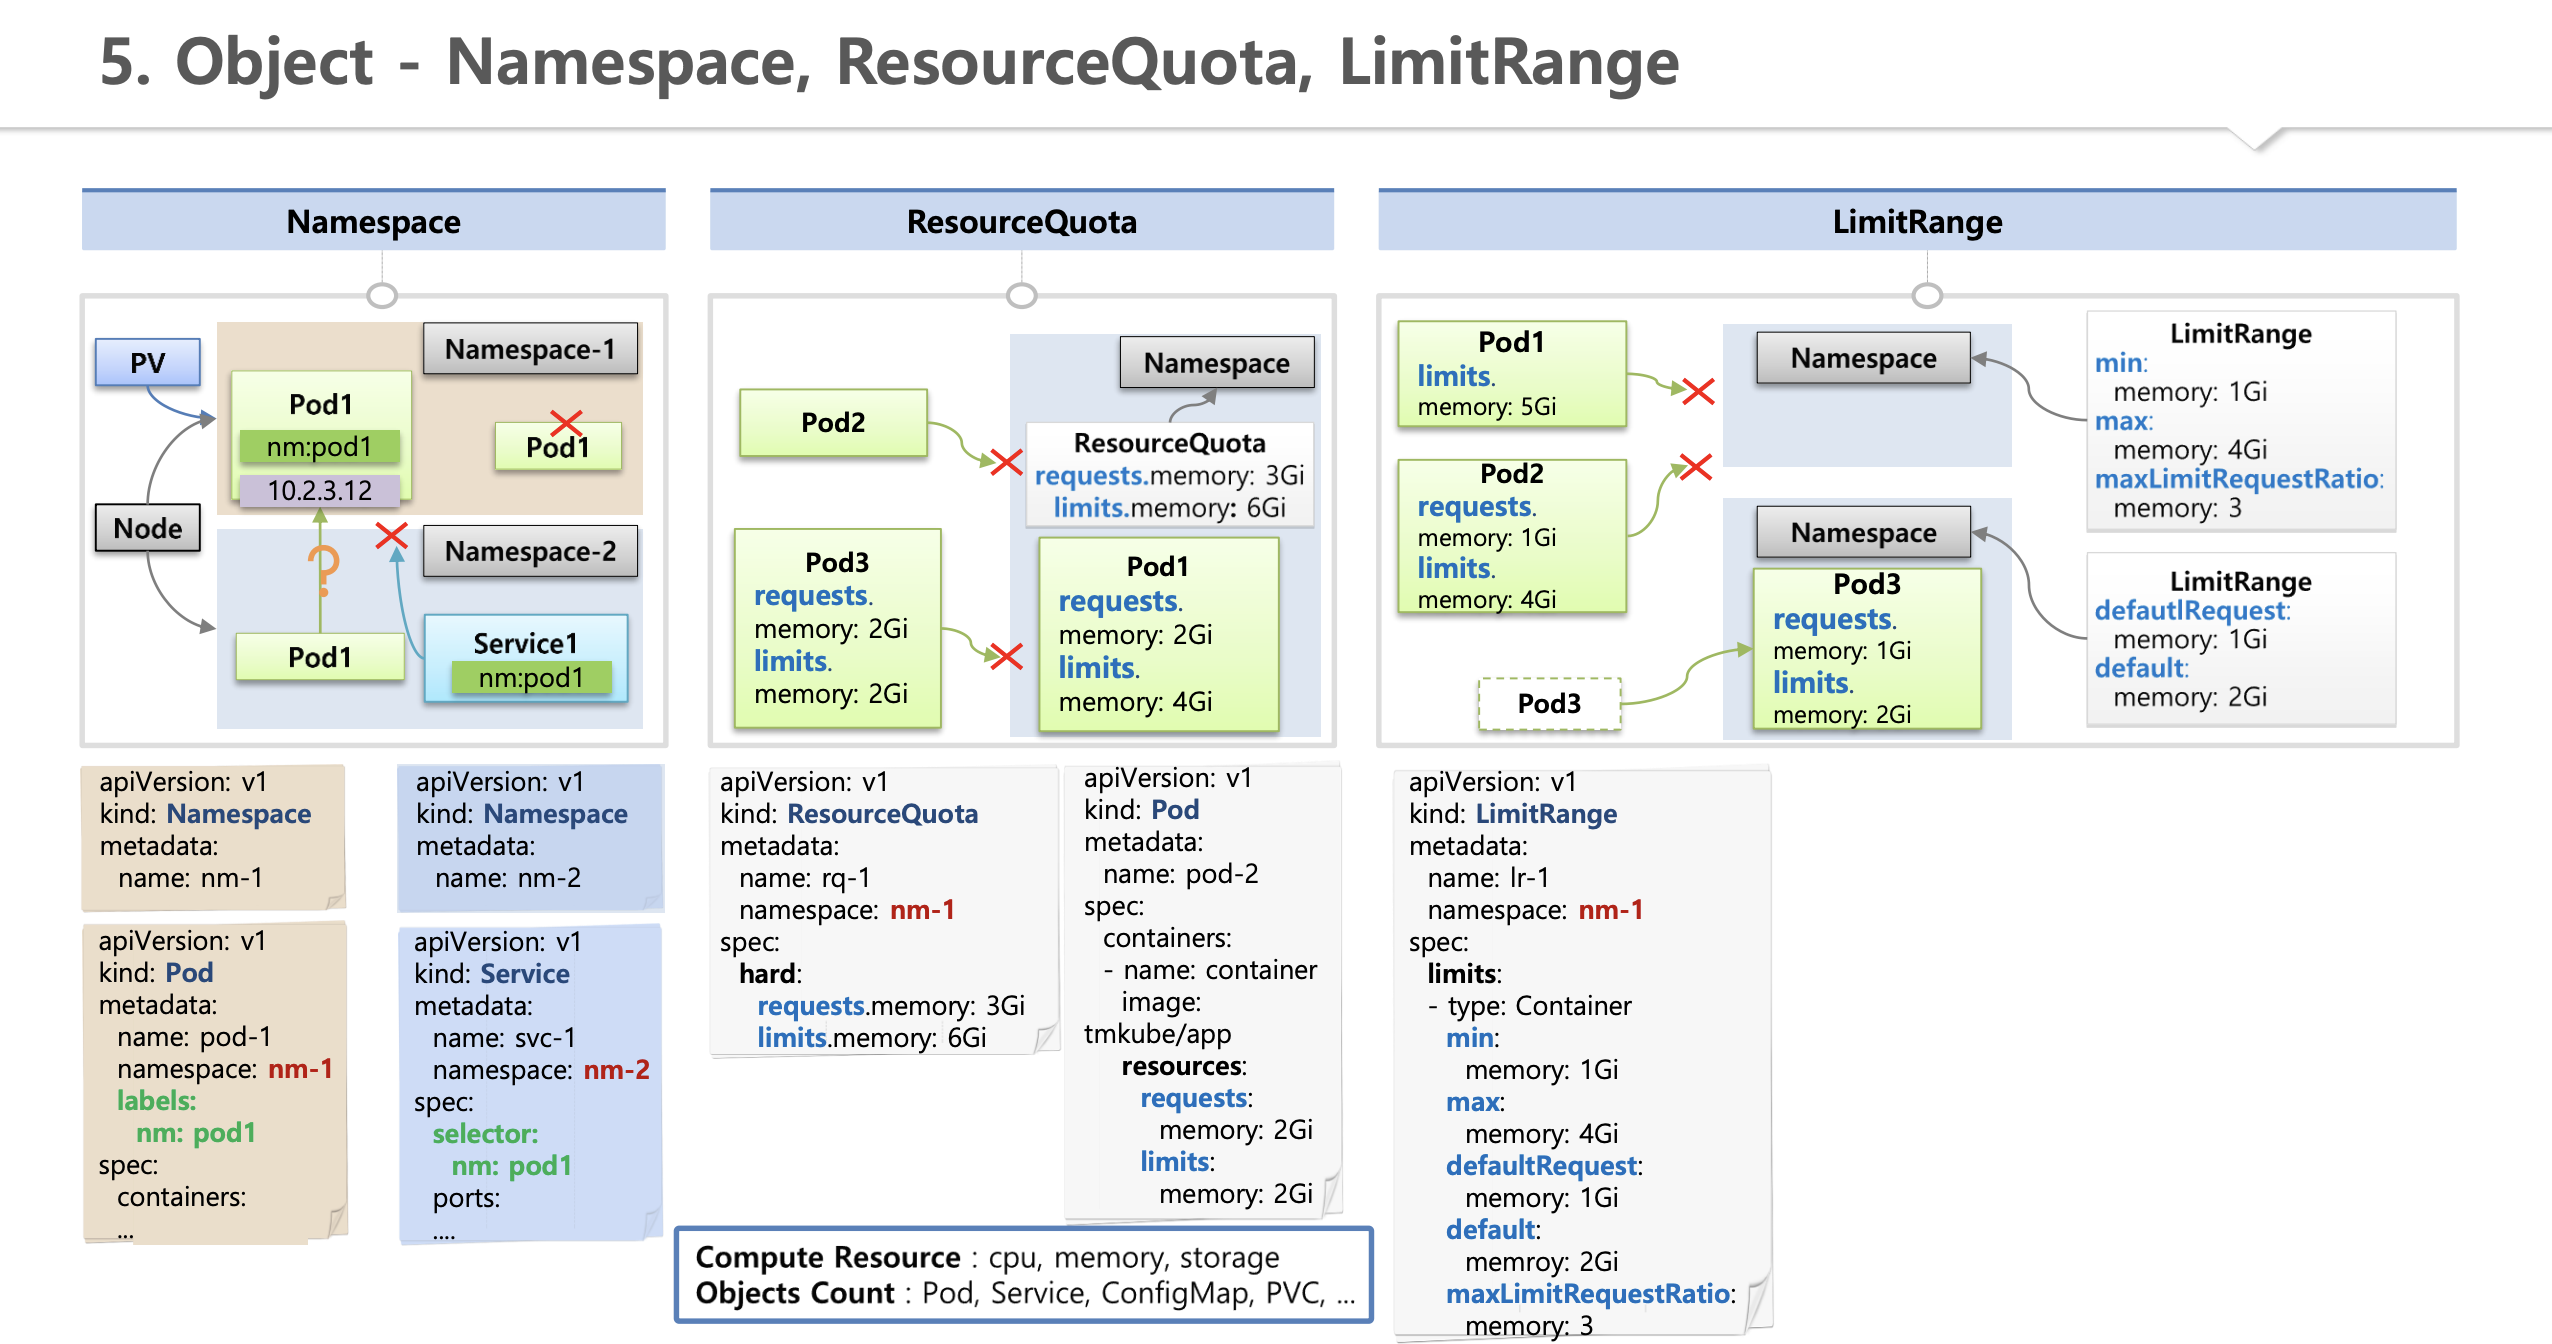 5. Object - Namespace, ResourceQuota, LimitRange
Namespace
PV
Namespace-1
Pod1
nm:pod1
10.2.3.12
Pod1
Node
Namespace-2
?
Pod1
Service1
nm:pod1
apiVersion: v1
kind: Namespace
metadata:
name: nm-1
apiVersion: v1
kind: Namespace
metadata:
name: nm-2
apiVersion: v1
kind: Pod
metadata:
name: pod-1
namespace: nm-1
labels:
nm: pod1
spec:
containers:
...
apiVersion: v1
kind: Service
metadata:
name: svc-1
namespace: nm-2
spec:
selector:
nm: pod1
ports:
....
ResourceQuota
Namespace
Pod2
ResourceQuota
requests.memory: 3Gi
limits.memory: 6Gi
Pod3
requests.
memory: 2Gi
limits.
memory: 2Gi
Pod1
requests.
memory: 2Gi
limits.
memory: 4Gi
apiVersion: v1
kind: ResourceQuota
metadata:
name: rq-1
namespace: nm-1
spec:
hard:
requests.memory: 3Gi
limits.memory: 6Gi
apiVersion: v1
kind: Pod
metadata:
name: pod-2
spec:
containers:
- name: container
image:
tmkube/app
resources:
requests:
memory: 2Gi
limits:
memory: 2Gi
Compute Resource : cpu, memory, storage
Objects Count : Pod, Service, ConfigMap, PVC, ...
LimitRange
Pod1
limits.
memory: 5Gi
Pod2
requests.
memory: 1Gi
limits.
memory: 4Gi
Pod3
Namespace
Namespace
Pod3
requests.
memory: 1Gi
limits.
memory: 2Gi
LimitRange
min:
memory: 1Gi
max:
memory: 4Gi
maxLimitRequestRatio:
memory: 3
LimitRange
defautlRequest:
memory: 1Gi
default:
memory: 2Gi
apiVersion: v1
kind: LimitRange
metadata:
name: lr-1
namespace: nm-1
spec:
limits:
- type: Container
min:
memory: 1Gi
max:
memory: 4Gi
defaultRequest:
memory: 1Gi
default:
memroy: 2Gi
maxLimitRequestRatio:
memory: 3